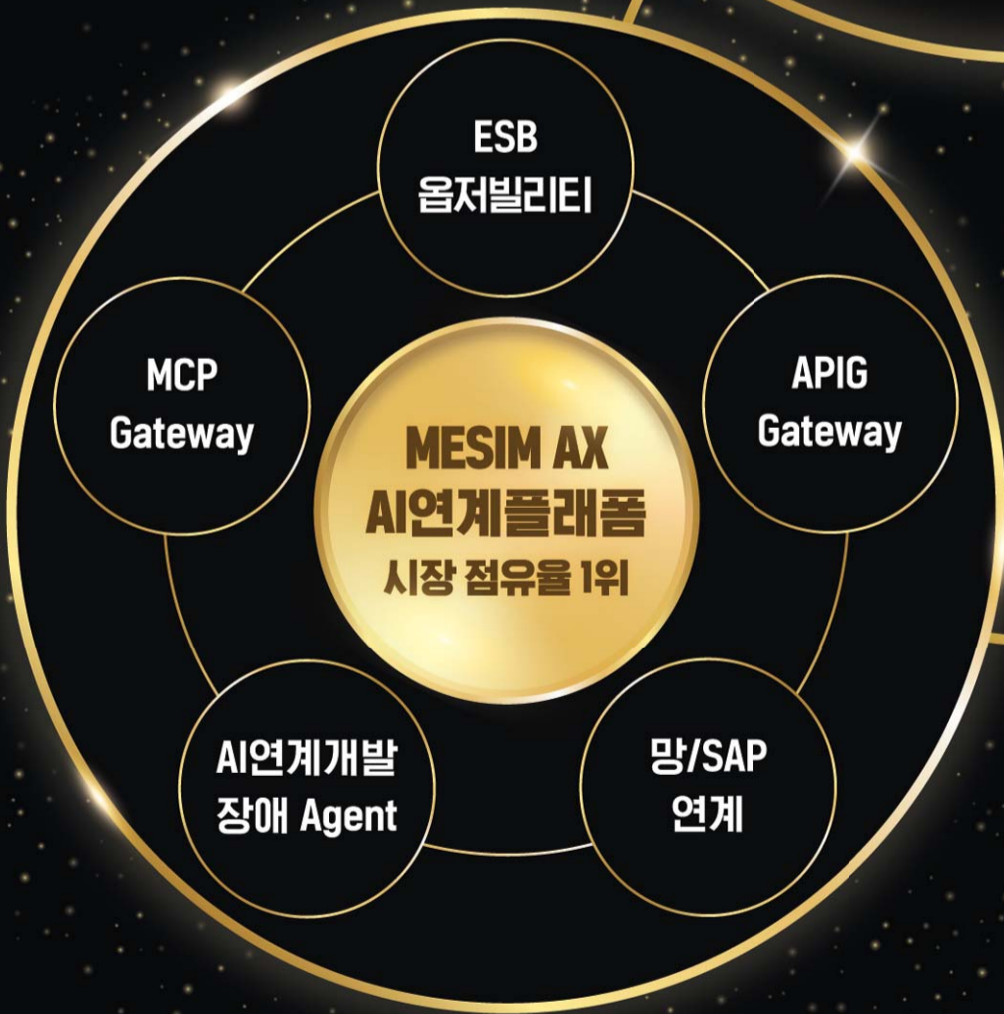 ESB
옵저빌리티
MCP
Gateway
APIG
Gateway
MESIM AX
AI연계플래폼
시장 점유율 1위
AI연계개발
장애 Agent
망/SAP
연계